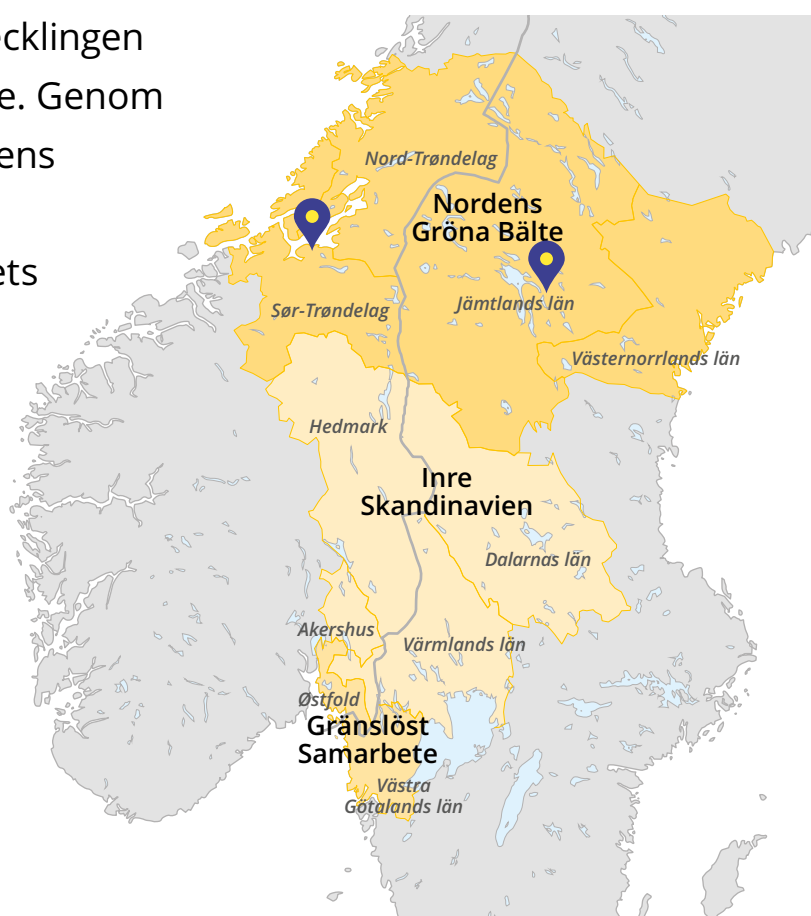 ecklingen
e. Genom
ens
ets
Nord-Trøndelag
Nordens
Gröna Bälte
Sør-Trøndelag
Jämtlands län
Västernorrlands län
Hedmark
Inre
Skandinavien
Dalarnas län
Akershus
Värmlands län
Østfold
Gränslöst
Samarbete
Västra
Götalands län